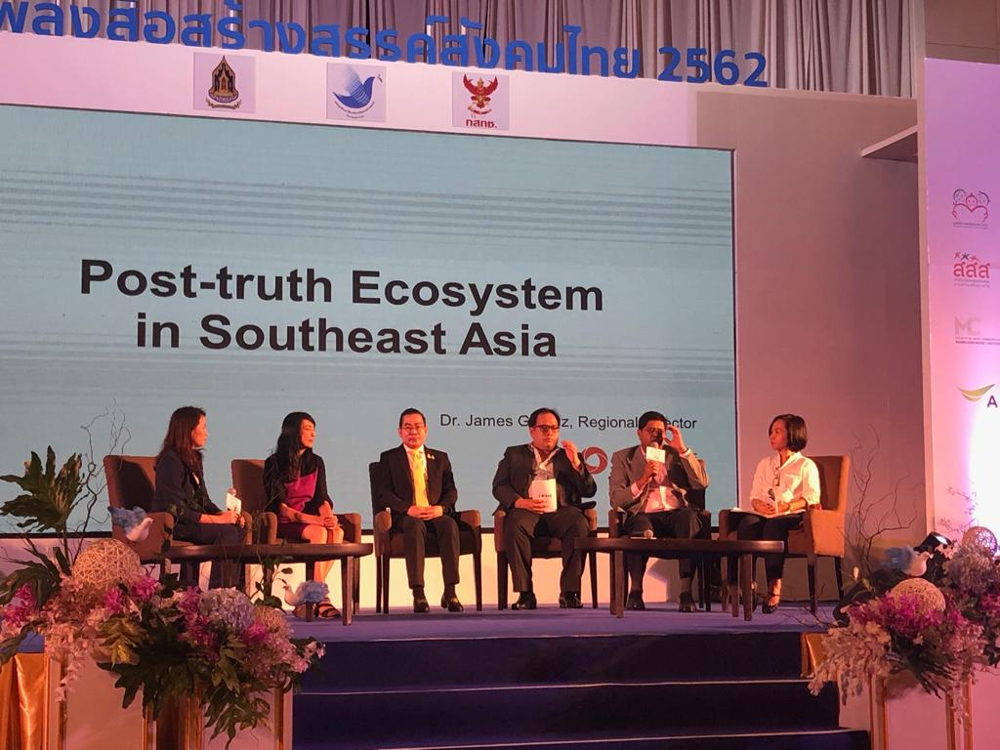 พลังสื่อสร้างสรรค์สังคมไทย 2562
กสทช.
Post-truth Ecosystem
in Southeast Asia
Dr. James G
z, Regional
ector
สสส
MC
A